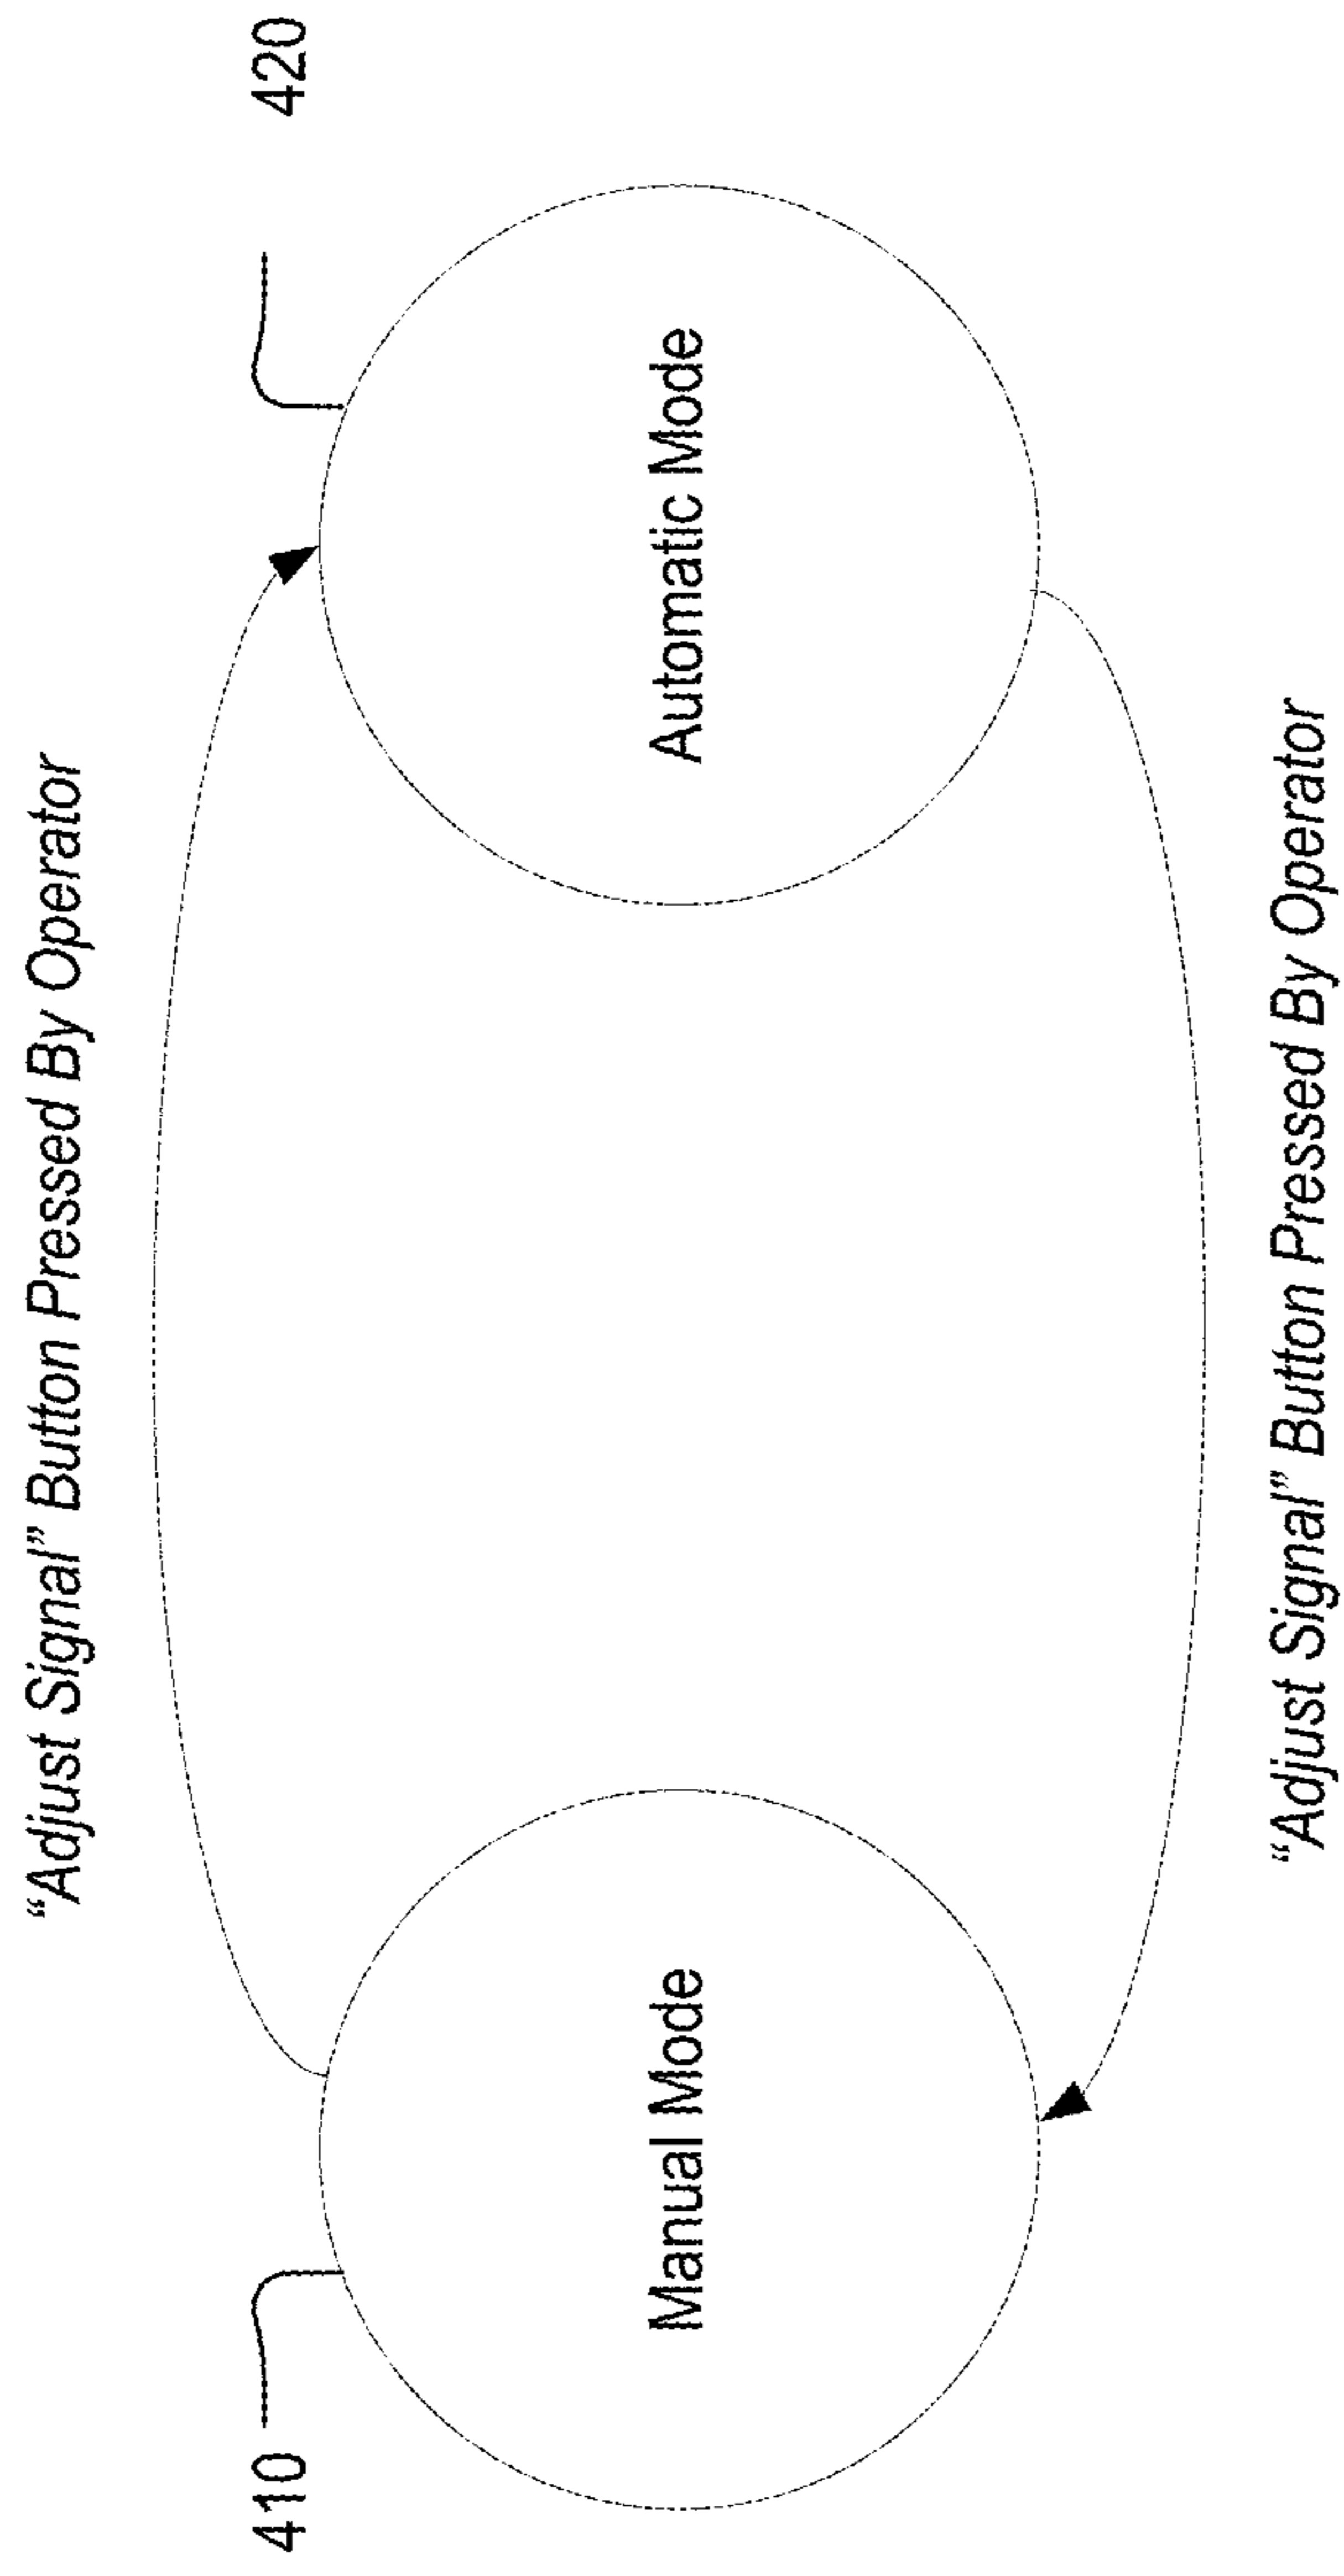 “Adjust Signal” Button Pressed By Operator
410
420
Manual Mode
Automatic Mode
“Adjust Signal” Button Pressed By Operator